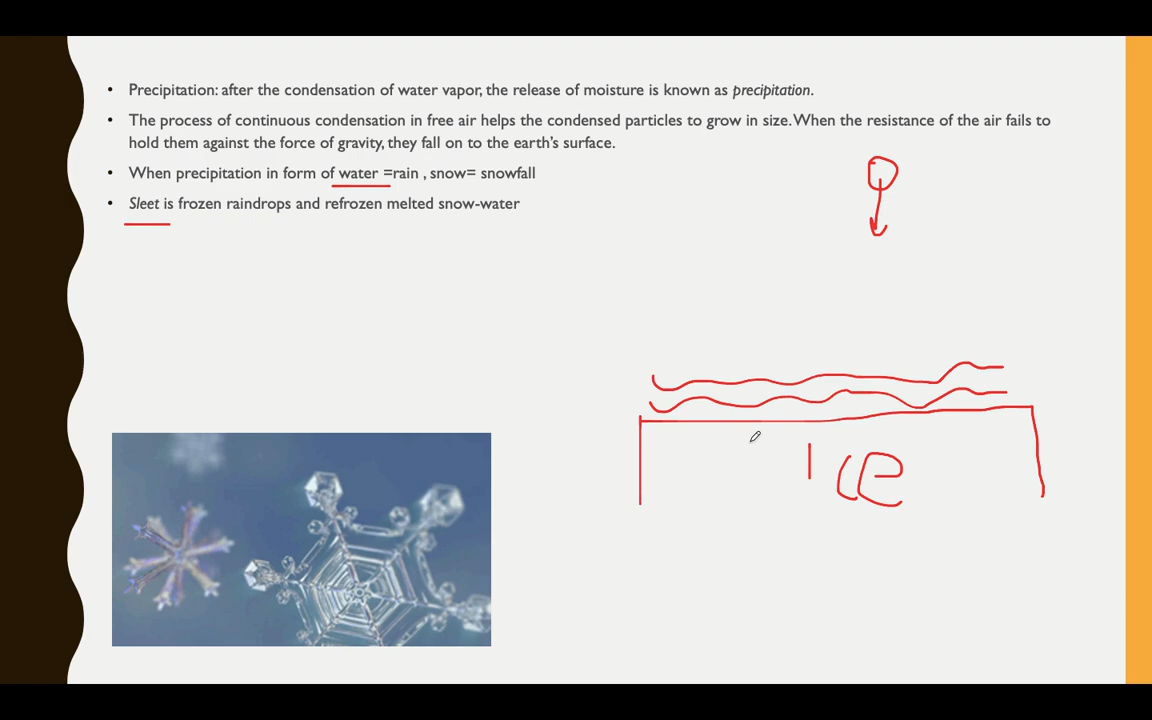 • Precipitation: after the condensation of water vapor, the release of moisture is known as precipitation.
• The process of continuous condensation in free air helps the condensed particles to grow in size. When the resistance of the air fails to
hold them against the force of gravity, they fall on to the earth's surface.
• When precipitation in form of water =rain , snow= snowfall
• Sleet is frozen raindrops and refrozen melted snow-water
Ice